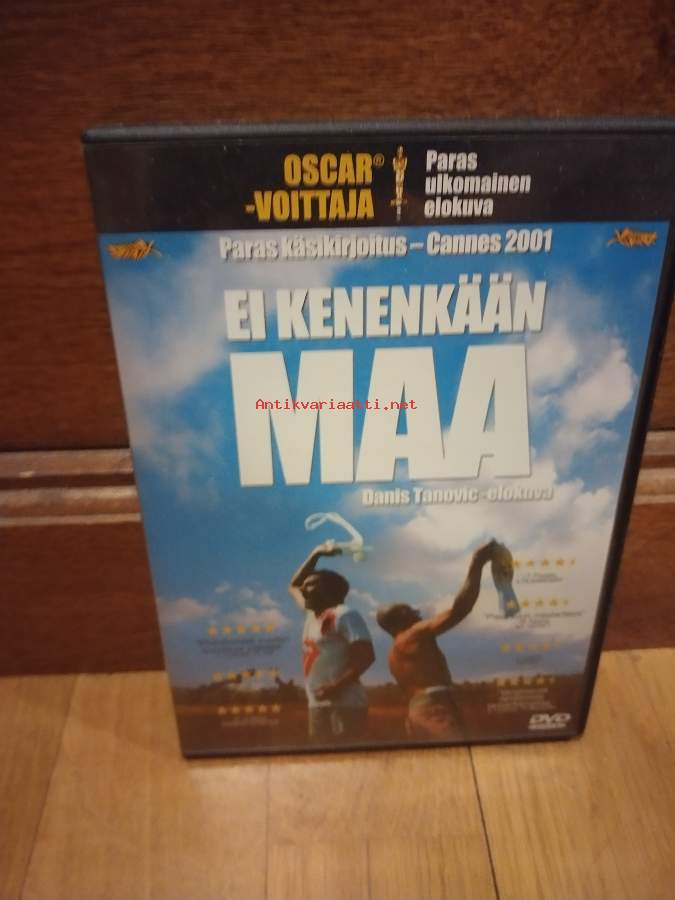 OSCAR®
-VOITTAJA
Paras
ulkomainen
elokuva
Paras käsikirjoitus – Cannes 2001
EI KENENKÄÄN
MAA
Antikvariaatti.net
Danis Tanovic -elokuva
DVD